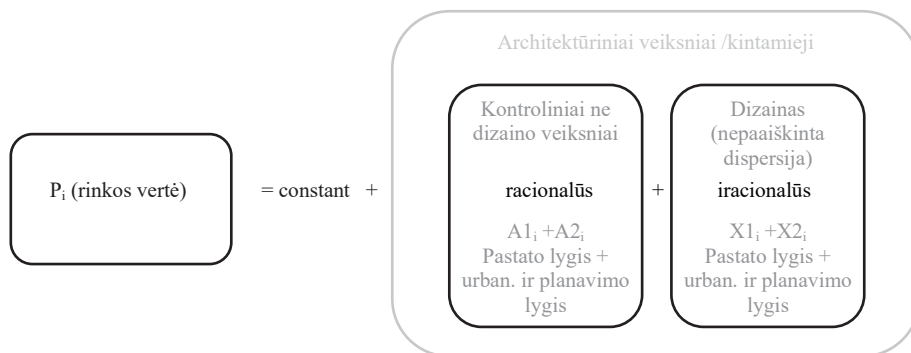 Architektūriniai veiksniai /kintamieji
Kontroliniai ne
dizaino veiksniai
Dizainas
(nepaaiškinta
dispersija)
Pᵢ (rinkos vertė)
= constant +
racionalūs
+
iracionalūs
A1ᵢ +A2ᵢ
Pastato lygis +
urban. ir planavimo
lygis
X1ᵢ +X2ᵢ
Pastato lygis +
urban. ir planavimo
lygis